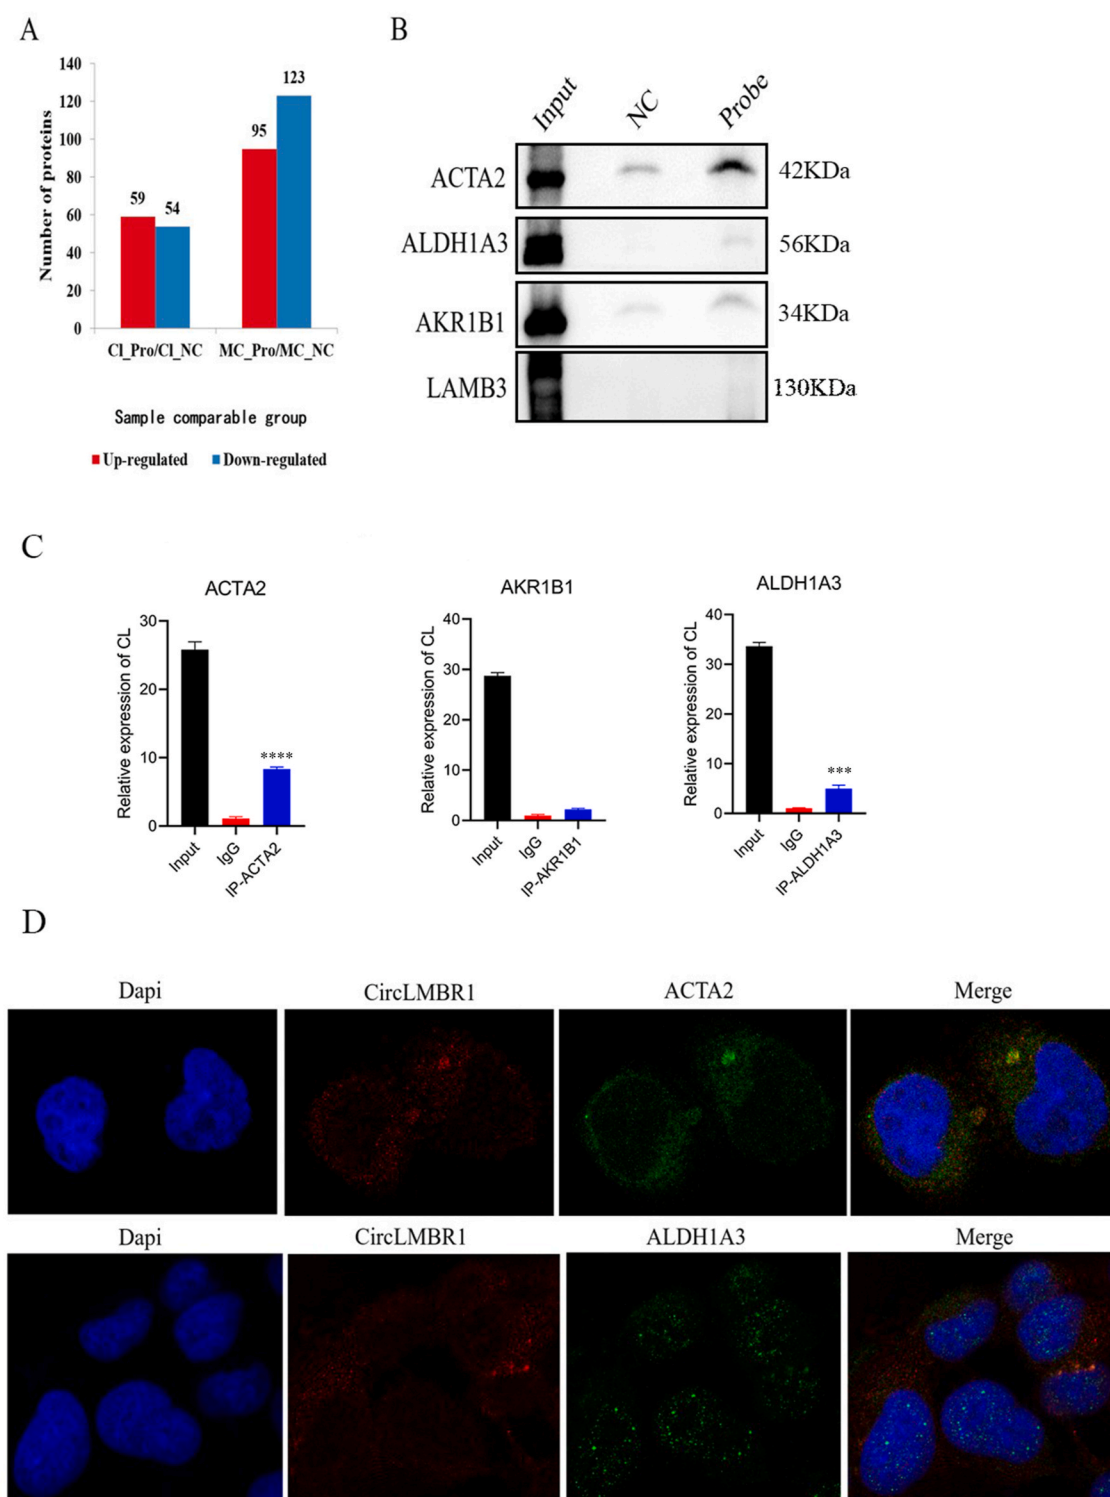 A
140
120
100
80
60
40
20
0
Number of proteins
59
54
95
123
Cl_Pro/Cl_NC MC_Pro/MC_NC
Sample comparable group
Up-regulated Down-regulated
B
Input NC Probe
ACTA2 42KDa
ALDH1A3 56KDa
AKR1B1 34KDa
LAMB3 130KDa
C
ACTA2
Relative expression of CL
30
20
10
0
****
Input IgG IP-ACTA2
AKR1B1
Relative expression of CL
40
30
20
10
0
Input IgG IP-AKR1B1
ALDH1A3
Relative expression of CL
40
30
20
10
0
***
Input IgG IP-ALDH1A3
D
Dapi CircLMBR1 ACTA2 Merge
Dapi CircLMBR1 ALDH1A3 Merge